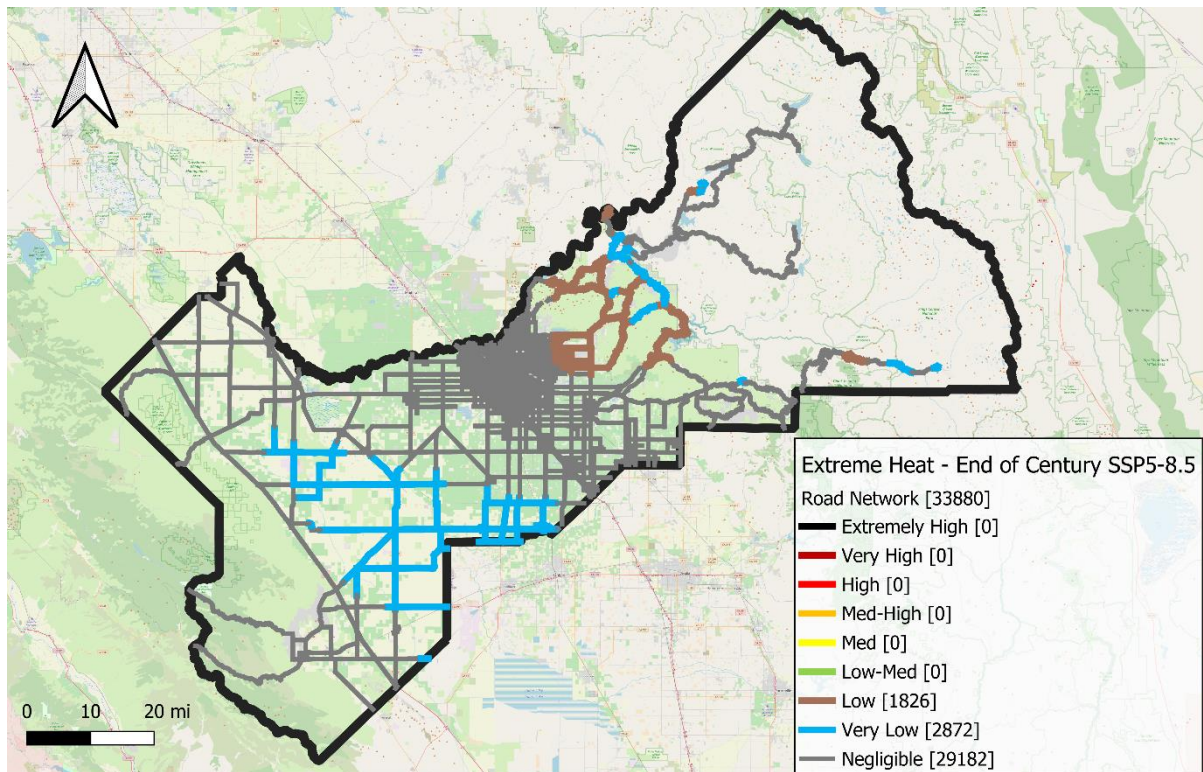 Extreme Heat - End of Century SSP5-8.5
Road Network [33880]
Extremely High [0]
Very High [0]
High [0]
Med-High [0]
Med [0]
Low-Med [0]
Low [1826]
Very Low [2872]
Negligible [29182]
0 10 20 mi